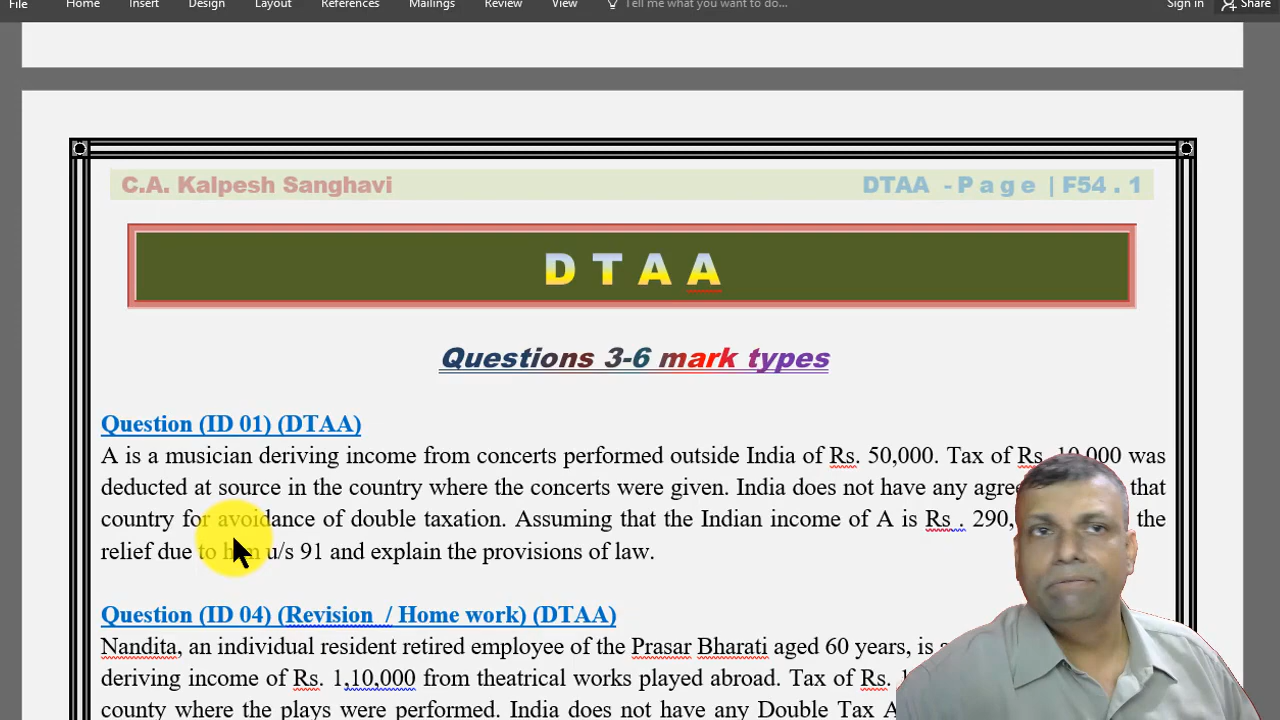 File Home Insert Design Layout References Mailings Review View Tell me what you want to do... Sign in Share
C.A. Kalpesh Sanghavi DTAA - P a g e | F54 . 1
D T A A
Questions 3-6 mark types
Question (ID 01) (DTAA)
A is a musician deriving income from concerts performed outside India of Rs. 50,000. Tax of Rs. 10,000 was
deducted at source in the country where the concerts were given. India does not have any that
country for avoidance of double taxation. Assuming that the Indian income of A is Rs . 290, the
relief due to him u/s 91 and explain the provisions of law.
Question (ID 04) (Revision / Home work) (DTAA)
Nandita, an individual resident retired employee of the Prasar Bharati aged 60 years, is
deriving income of Rs. 1,10,000 from theatrical works played abroad. Tax of Rs.
county where the plays were performed. India does not have any Double Tax